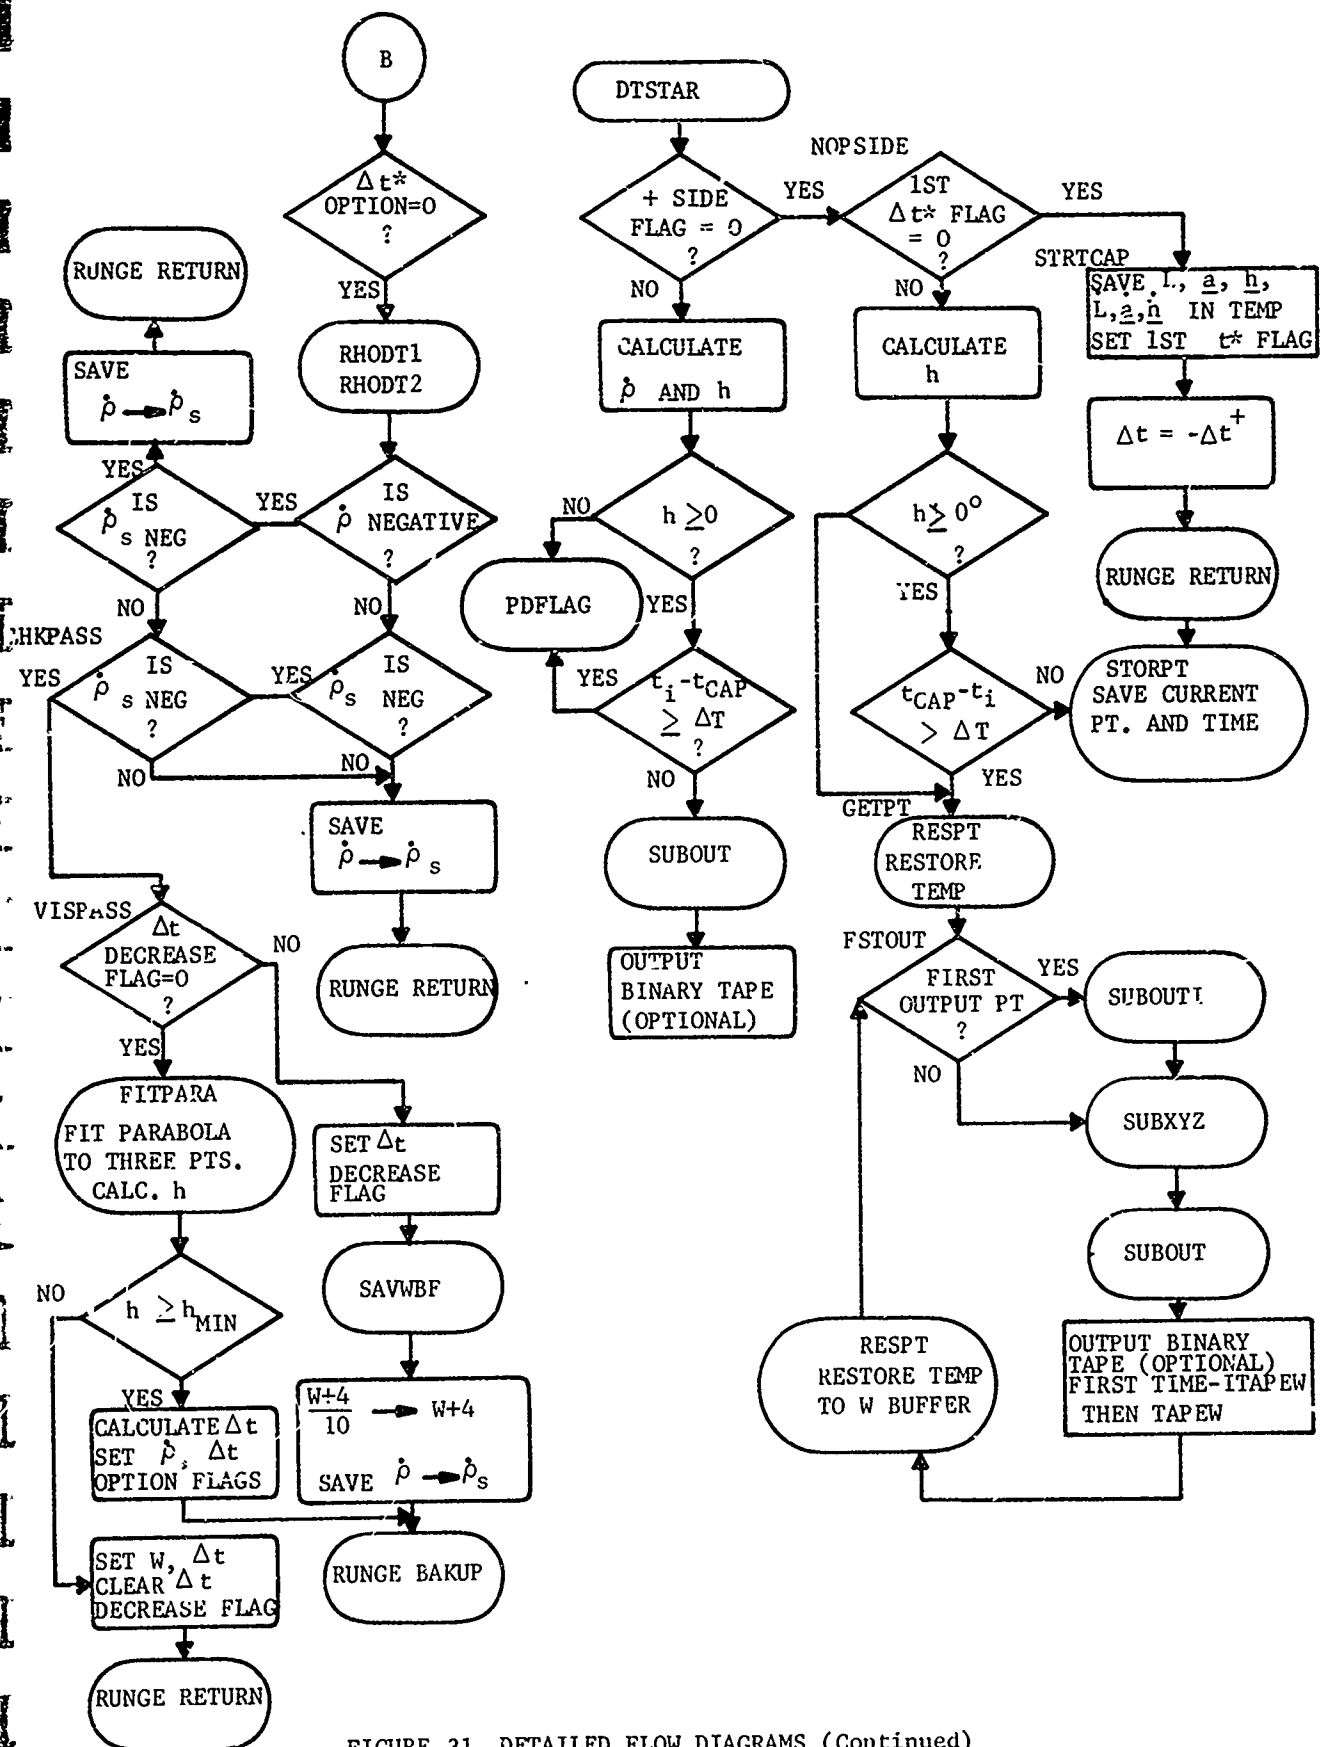 B
Δt*
OPTION=0
?
YES
RHODT1
RHODT2
IS
ρ̇ NEGATIVE
?
YES
NO
IS
ρ̇s NEG
?
YES
NO
SAVE
ρ̇ → ρ̇s
RUNGE RETURN
IS
ρ̇s NEG
?
YES
NO
IS
ρ̇s NEG
?
YES
NO
SAVE
ρ̇ → ρ̇s
RUNGE RETURN
VISPASS
Δt
DECREASE
FLAG=0
?
NO
YES
FITPARA
FIT PARABOLA
TO THREE PTS.
CALC. h
h ≥ hMIN
NO
YES
CALCULATE Δt
SET ρ̇, Δt
OPTION FLAGS
SET W, Δt
CLEAR Δt
DECREASE FLAG
RUNGE RETURN
SET Δt
DECREASE
FLAG
SAVWBF
W+4
10 → W+4
SAVE ρ̇ → ρ̇s
RUNGE BAKUP
DTSTAR
+ SIDE
FLAG = 0
?
YES
NO
CALCULATE
ρ̇ AND h
h ≥0
?
NO
YES
PDFLAG
ti-tCAP
≥ ΔT
?
YES
NO
SUBOUT
OUTPUT
BINARY TAPE
(OPTIONAL)
NOPSIDE
1ST
Δt* FLAG
= 0
?
YES
NO
STRTCAP
SAVE L, a, h,
L̇, ȧ, ḣ IN TEMP
SET 1ST t* FLAG
Δt = -Δt+
RUNGE RETURN
CALCULATE
h
h ≥ 0°
?
YES
tCAP-ti
> ΔT
NO
YES
STORPT
SAVE CURRENT
PT. AND TIME
GETPT
RESPT
RESTORE
TEMP
FSTOUT
FIRST
OUTPUT PT
?
YES
NO
SUBOUT1
SUBXYZ
SUBOUT
OUTPUT BINARY
TAPE (OPTIONAL)
FIRST TIME-ITAPEW
THEN TAPEW
RESPT
RESTORE TEMP
TO W BUFFER
FIGURE 31 DETAILED FLOW DIAGRAMS (Continued)